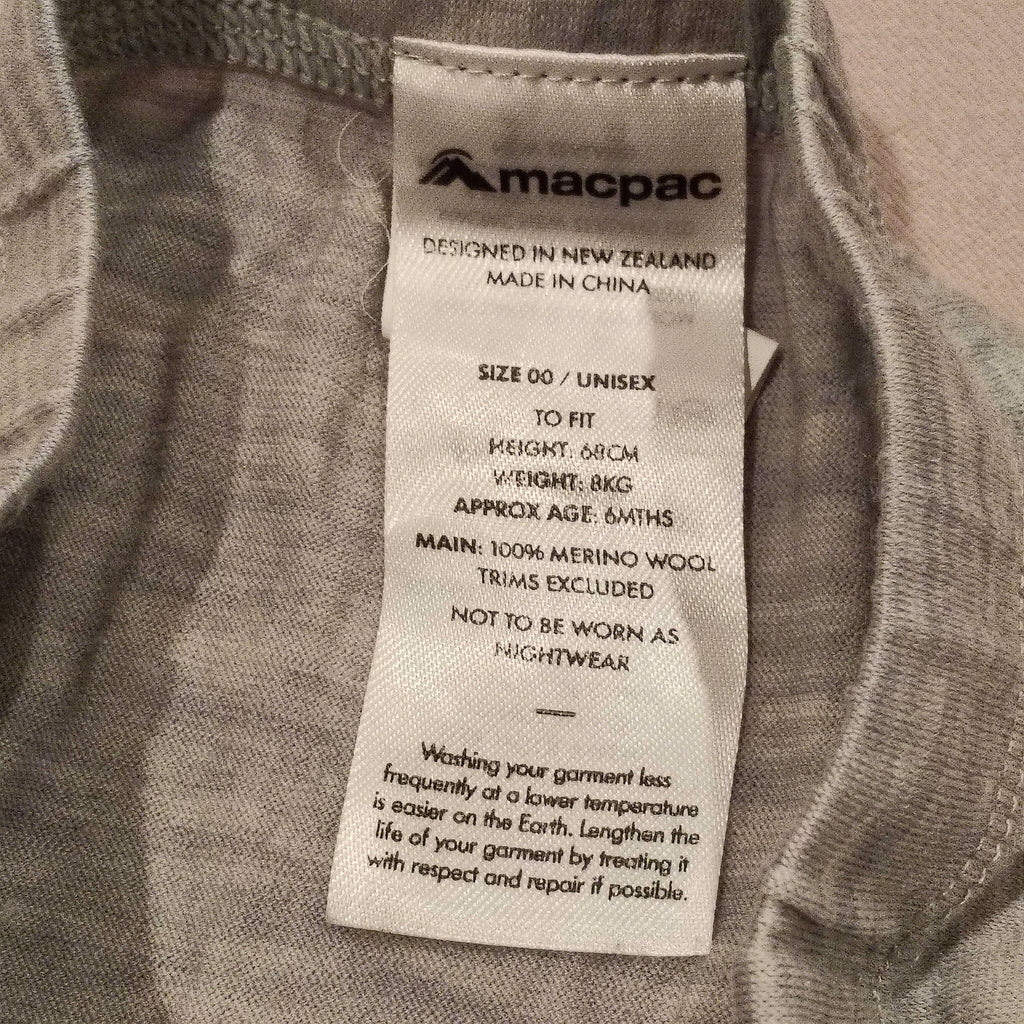 macpac
DESIGNED IN NEW ZEALAND
MADE IN CHINA
SIZE 00 / UNISEX
TO FIT
HEIGHT: 68CM
WEIGHT: 8KG
APPROX AGE: 6MTHS
MAIN: 100% MERINO WOOL
TRIMS EXCLUDED
NOT TO BE WORN AS
NIGHTWEAR
Washing your garment less
frequently at a lower temperature
is easier on the Earth. Lengthen the
life of your garment by treating it
with respect and repair if possible.